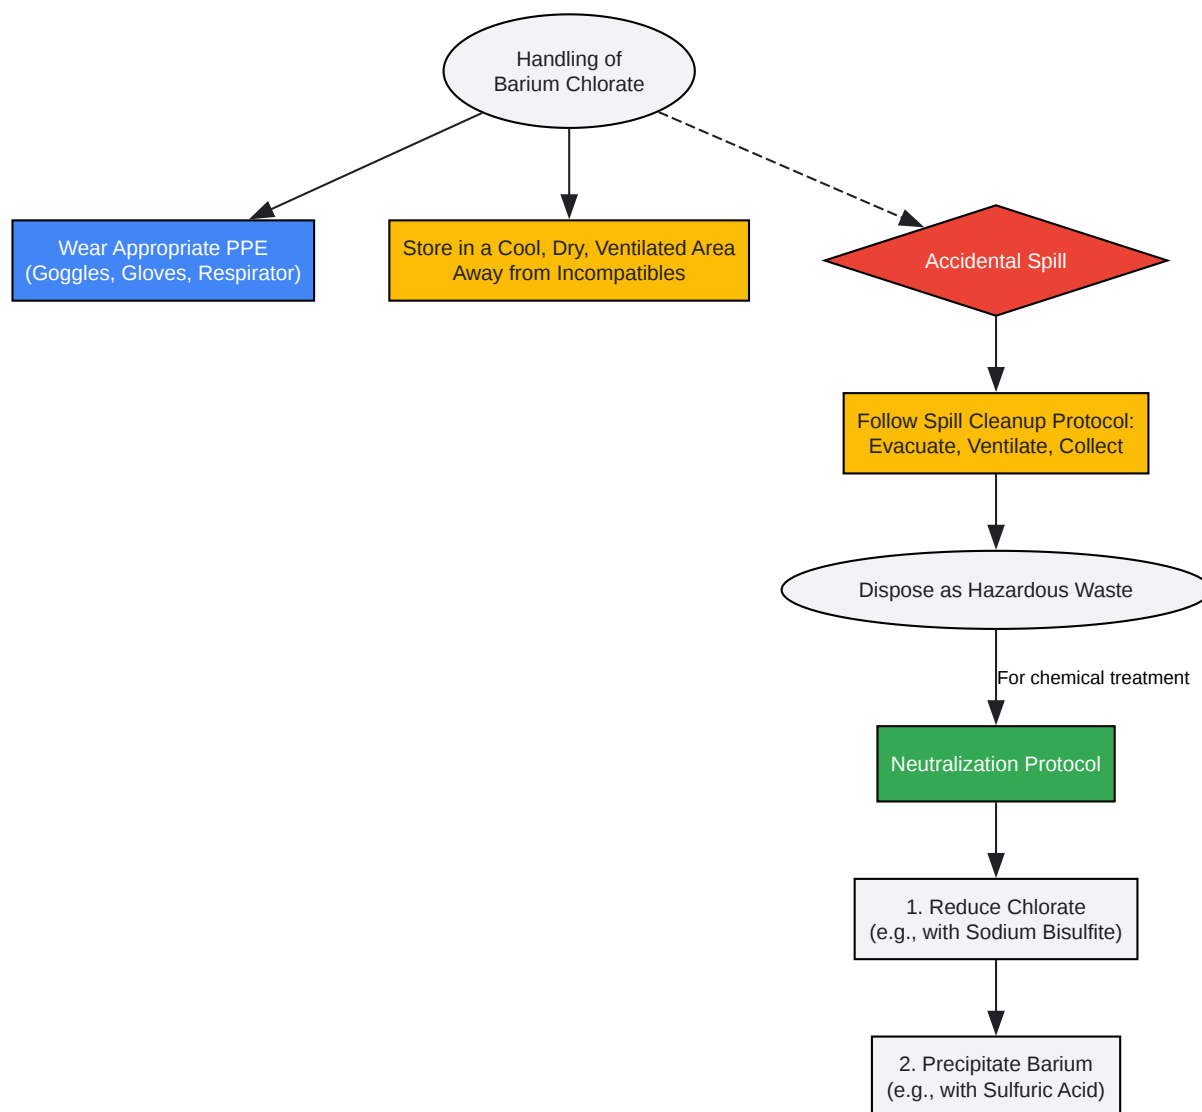 Handling of
Barium Chlorate
Wear Appropriate PPE
(Goggles, Gloves, Respirator)
Store in a Cool, Dry, Ventilated Area
Away from Incompatibles
Accidental Spill
Follow Spill Cleanup Protocol:
Evacuate, Ventilate, Collect
Dispose as Hazardous Waste
For chemical treatment
Neutralization Protocol
1. Reduce Chlorate
(e.g., with Sodium Bisulfite)
2. Precipitate Barium
(e.g., with Sulfuric Acid)